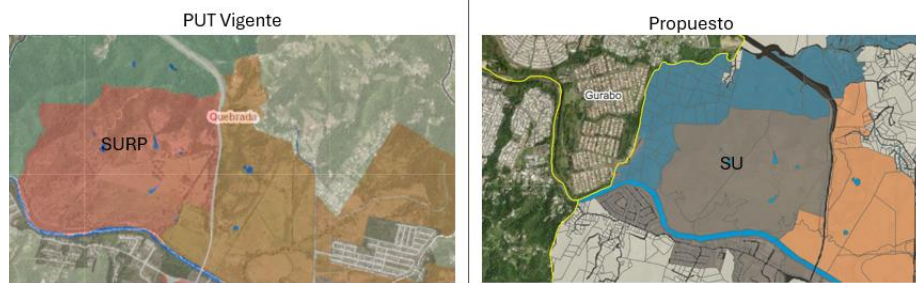 PUT Vigente
Propuesto
Quebrada
SURP
Gurabo
SU